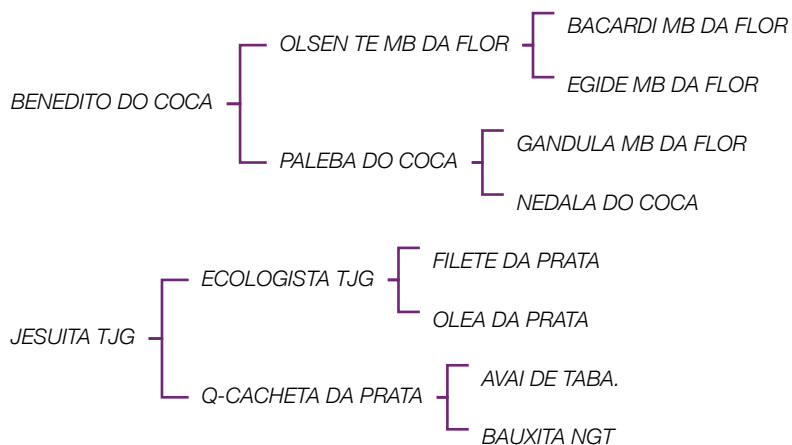 BACARDI MB DA FLOR
OLSEN TE MB DA FLOR
EGIDE MB DA FLOR
BENEDITO DO COCA
GANDULA MB DA FLOR
PALEBA DO COCA
NEDALA DO COCA
FILETE DA PRATA
ECOLOGISTA TJG
OLEA DA PRATA
JESUITA TJG
AVAI DE TABA.
Q-CACHETA DA PRATA
BAUXITA NGT